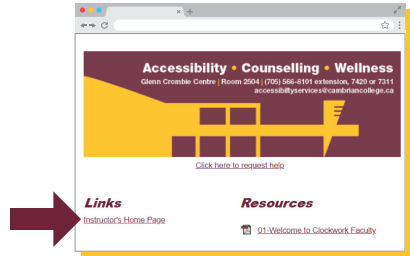 Accessibility • Counselling • Wellness
Glenn Crombie Centre | Room 2504 | (705) 566-8101 extension, 7420 or 7311
accessibilityservices@cambriancollege.ca
Click here to request help
Links
Instructor's Home Page
Resources
01-Welcome to Clockwork Faculty